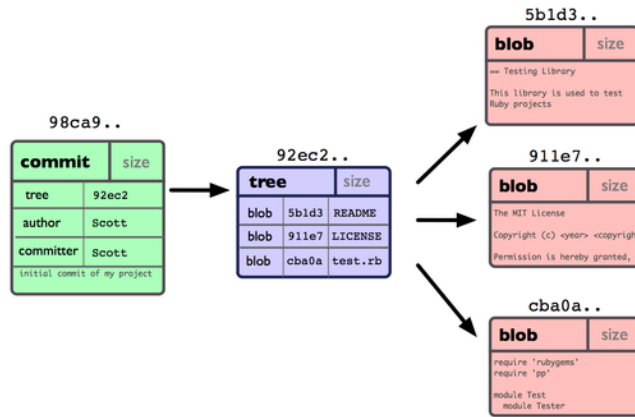 98ca9..
commit size
tree 92ec2
author Scott
committer Scott
initial commit of my project
92ec2..
tree size
blob 5b1d3 README
blob 911e7 LICENSE
blob cba0a test.rb
5b1d3..
blob size
== Testing Library
This library is used to test
Ruby projects
911e7..
blob size
The MIT License
Copyright (c) <year> <copyright
Permission is hereby granted,
cba0a..
blob size
require 'rubygems'
require 'pp'
module Test
module Tester